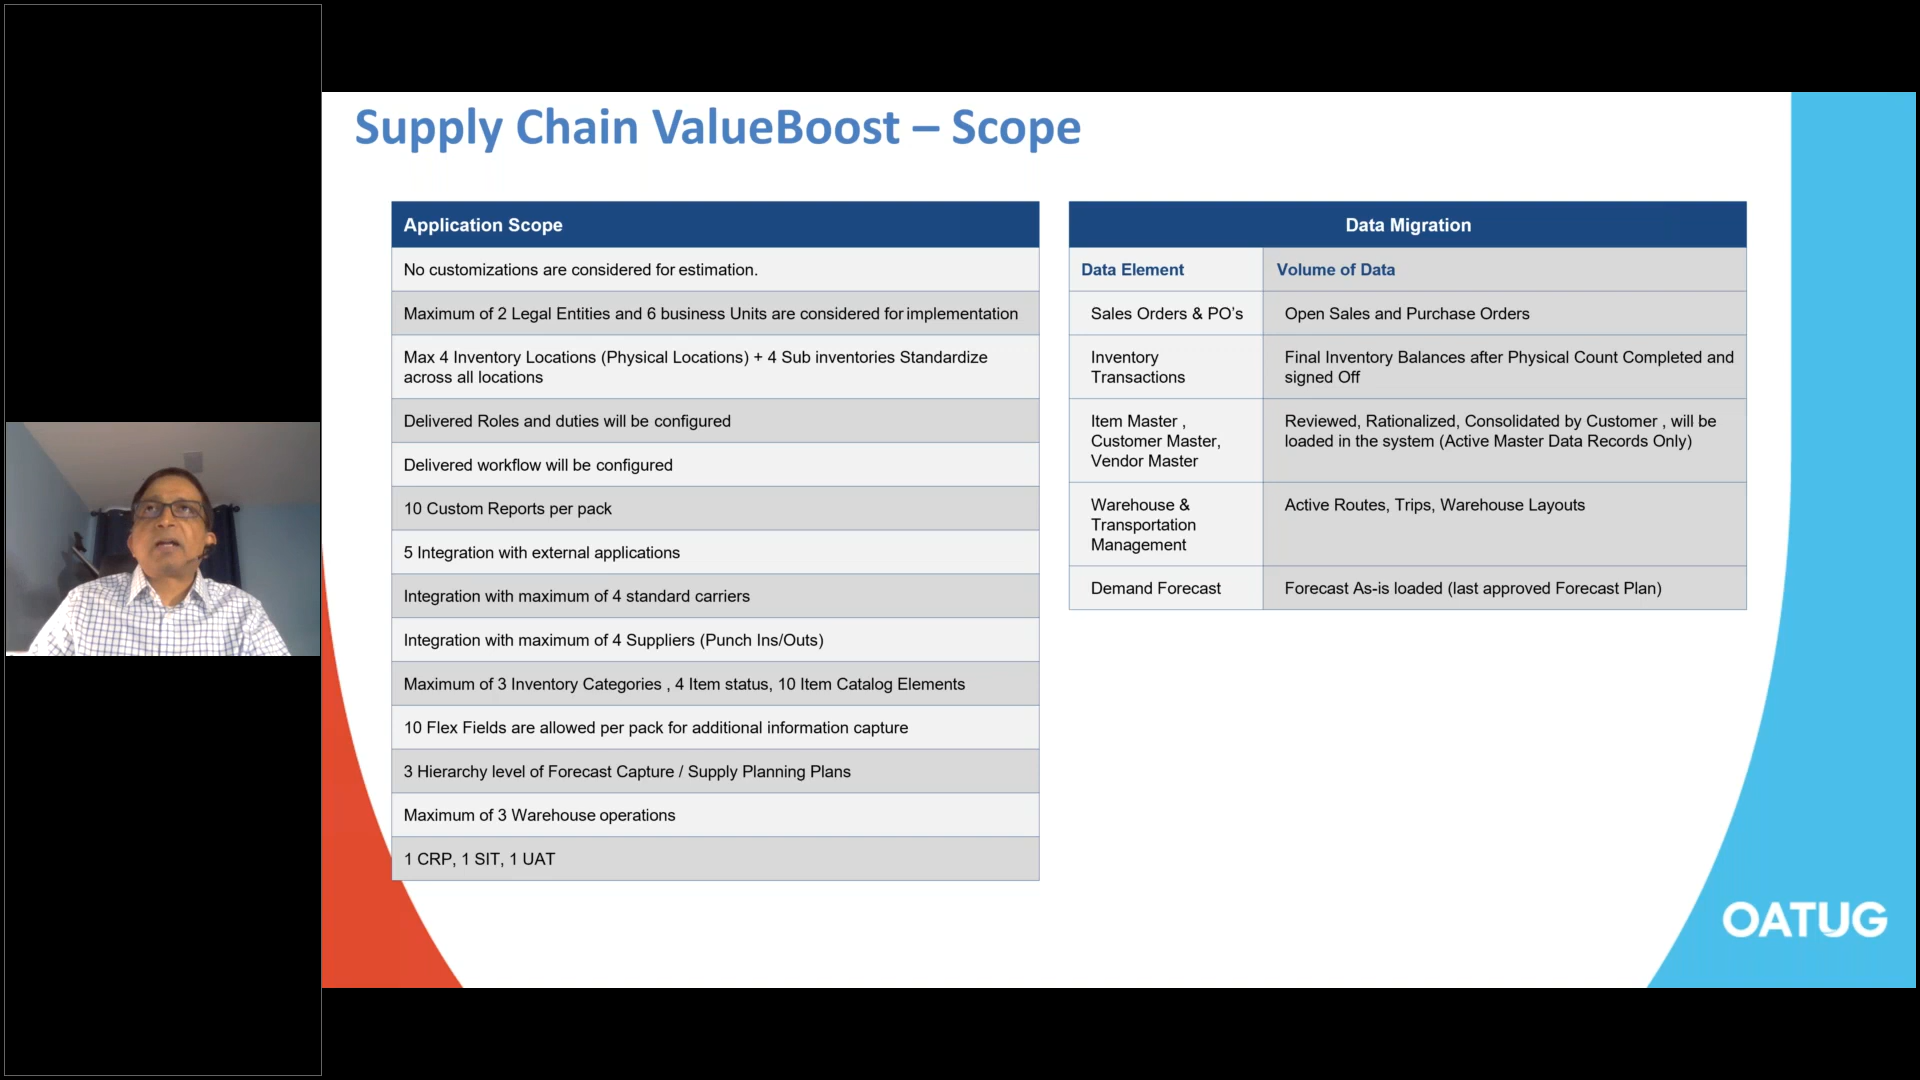 Supply Chain ValueBoost – Scope
Application Scope
No customizations are considered for estimation.
Maximum of 2 Legal Entities and 6 business Units are considered for implementation
Max 4 Inventory Locations (Physical Locations) + 4 Sub inventories Standardize
across all locations
Delivered Roles and duties will be configured
Delivered workflow will be configured
10 Custom Reports per pack
5 Integration with external applications
Integration with maximum of 4 standard carriers
Integration with maximum of 4 Suppliers (Punch Ins/Outs)
Maximum of 3 Inventory Categories , 4 Item status, 10 Item Catalog Elements
10 Flex Fields are allowed per pack for additional information capture
3 Hierarchy level of Forecast Capture / Supply Planning Plans
Maximum of 3 Warehouse operations
1 CRP, 1 SIT, 1 UAT
Data Migration
Data Element
Volume of Data
Sales Orders & PO’s
Open Sales and Purchase Orders
Inventory
Transactions
Final Inventory Balances after Physical Count Completed and
signed Off
Item Master ,
Customer Master,
Vendor Master
Reviewed, Rationalized, Consolidated by Customer , will be
loaded in the system (Active Master Data Records Only)
Warehouse &
Transportation
Management
Active Routes, Trips, Warehouse Layouts
Demand Forecast
Forecast As-is loaded (last approved Forecast Plan)
OATUG